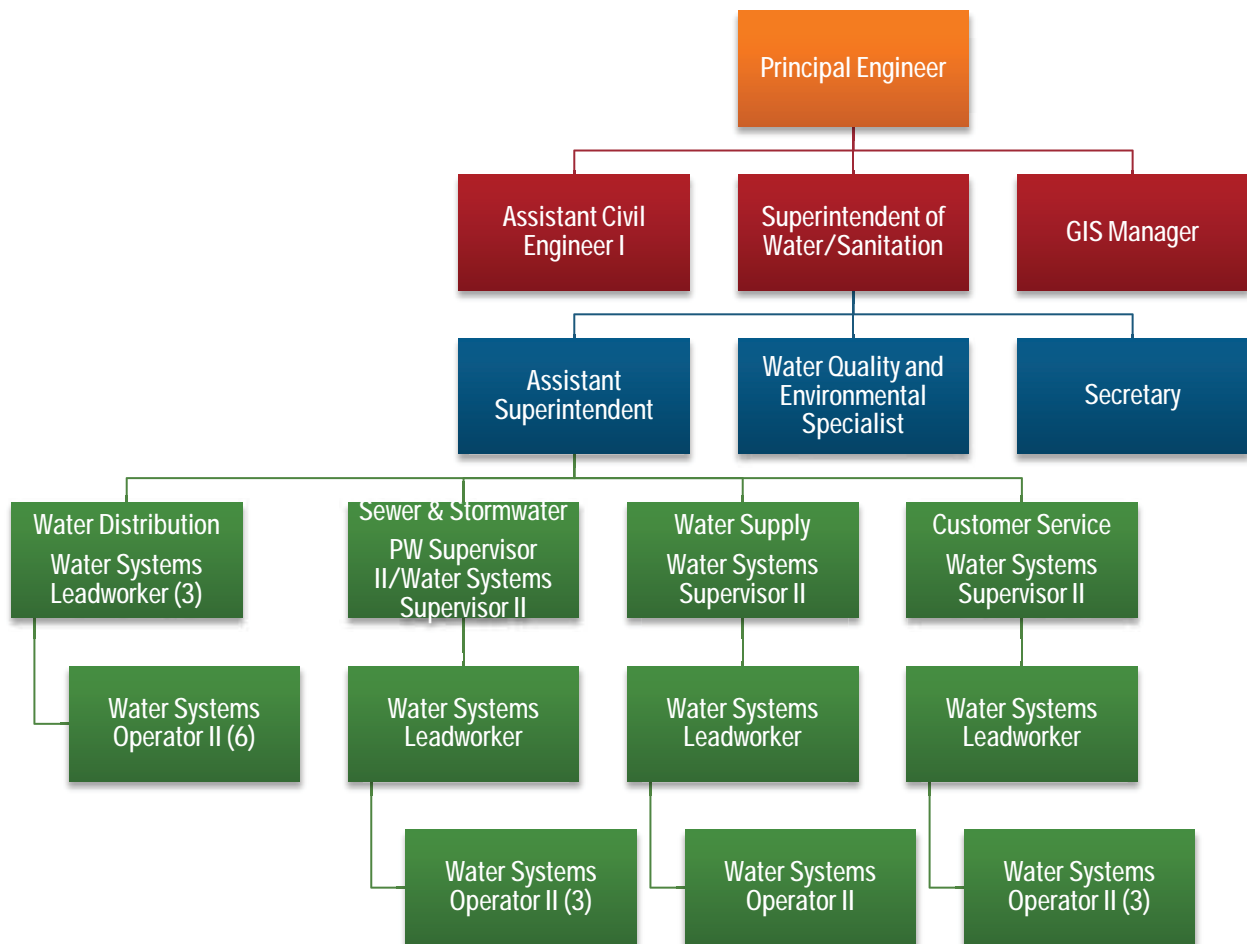 Principal Engineer
Assistant Civil
Engineer I
Superintendent of
Water/Sanitation
GIS Manager
Assistant
Superintendent
Water Quality and
Environmental
Specialist
Secretary
Water Distribution
Water Systems
Leadworker (3)
Sewer & Stormwater
PW Supervisor
II/Water Systems
Supervisor II
Water Supply
Water Systems
Supervisor II
Customer Service
Water Systems
Supervisor II
Water Systems
Operator II (6)
Water Systems
Leadworker
Water Systems
Leadworker
Water Systems
Leadworker
Water Systems
Operator II (3)
Water Systems
Operator II
Water Systems
Operator II (3)